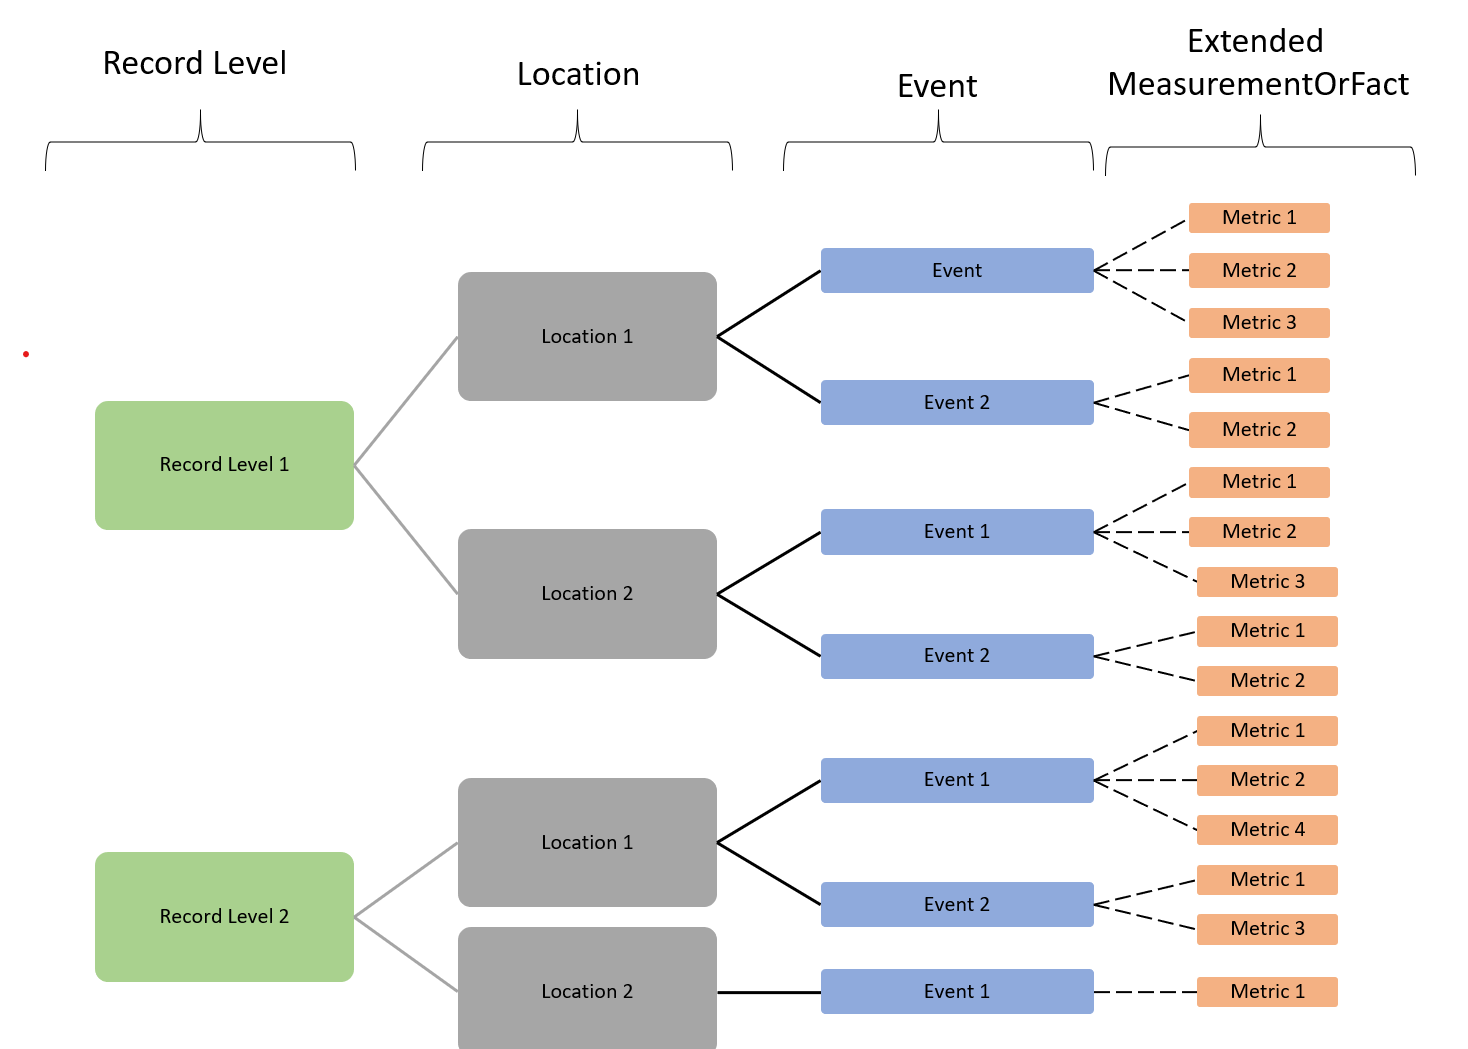 Record Level
Location
Event
Extended
MeasurementOrFact
Record Level 1
Location 1
Event
Metric 1
Metric 2
Metric 3
Event 2
Metric 1
Metric 2
Location 2
Event 1
Metric 1
Metric 2
Metric 3
Event 2
Metric 1
Metric 2
Record Level 2
Location 1
Event 1
Metric 1
Metric 2
Metric 4
Event 2
Metric 1
Metric 3
Location 2
Event 1
Metric 1